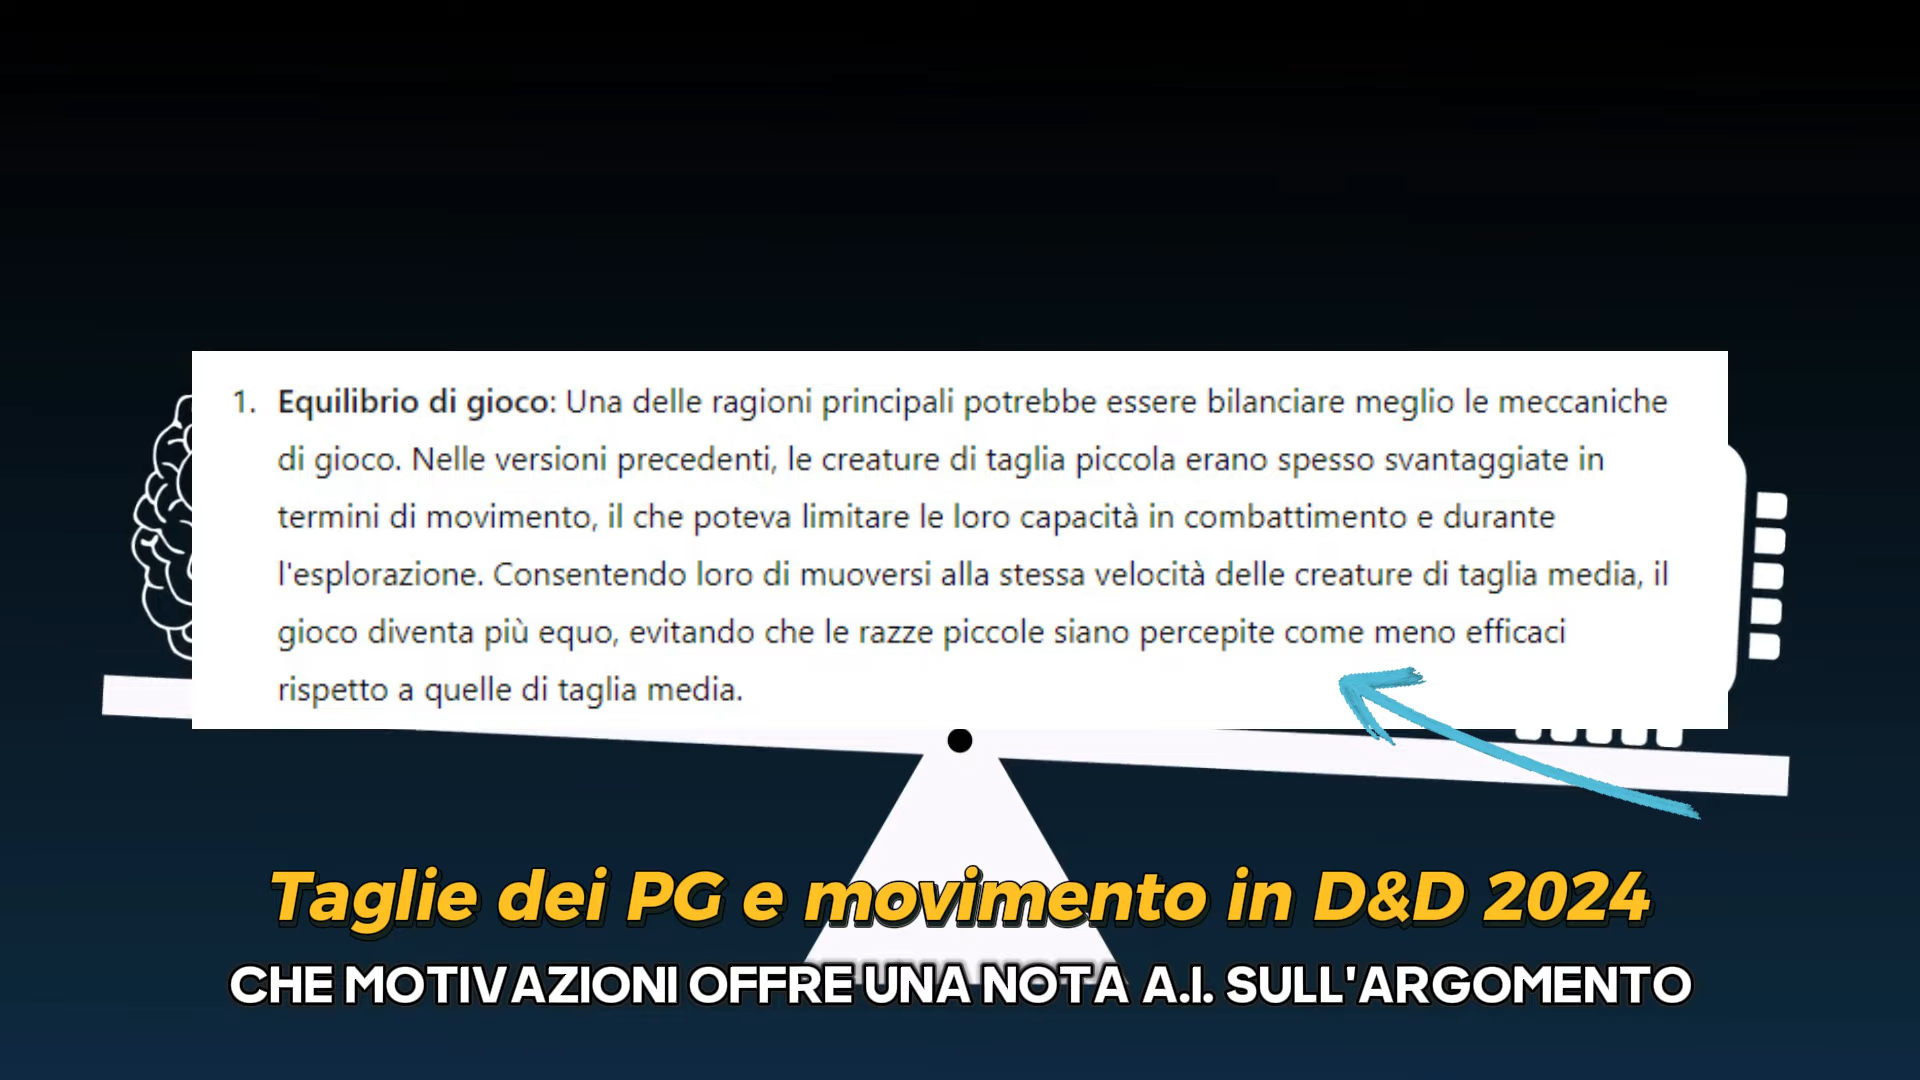 1. Equilibrio di gioco: Una delle ragioni principali potrebbe essere bilanciare meglio le meccaniche
di gioco. Nelle versioni precedenti, le creature di taglia piccola erano spesso svantaggiate in
termini di movimento, il che poteva limitare le loro capacità in combattimento e durante
l'esplorazione. Consentendo loro di muoversi alla stessa velocità delle creature di taglia media, il
gioco diventa più equo, evitando che le razze piccole siano percepite come meno efficaci
rispetto a quelle di taglia media.
Taglie dei PG e movimento in D&D 2024
CHE MOTIVAZIONI OFFRE UNA NOTA A.I. SULL'ARGOMENTO